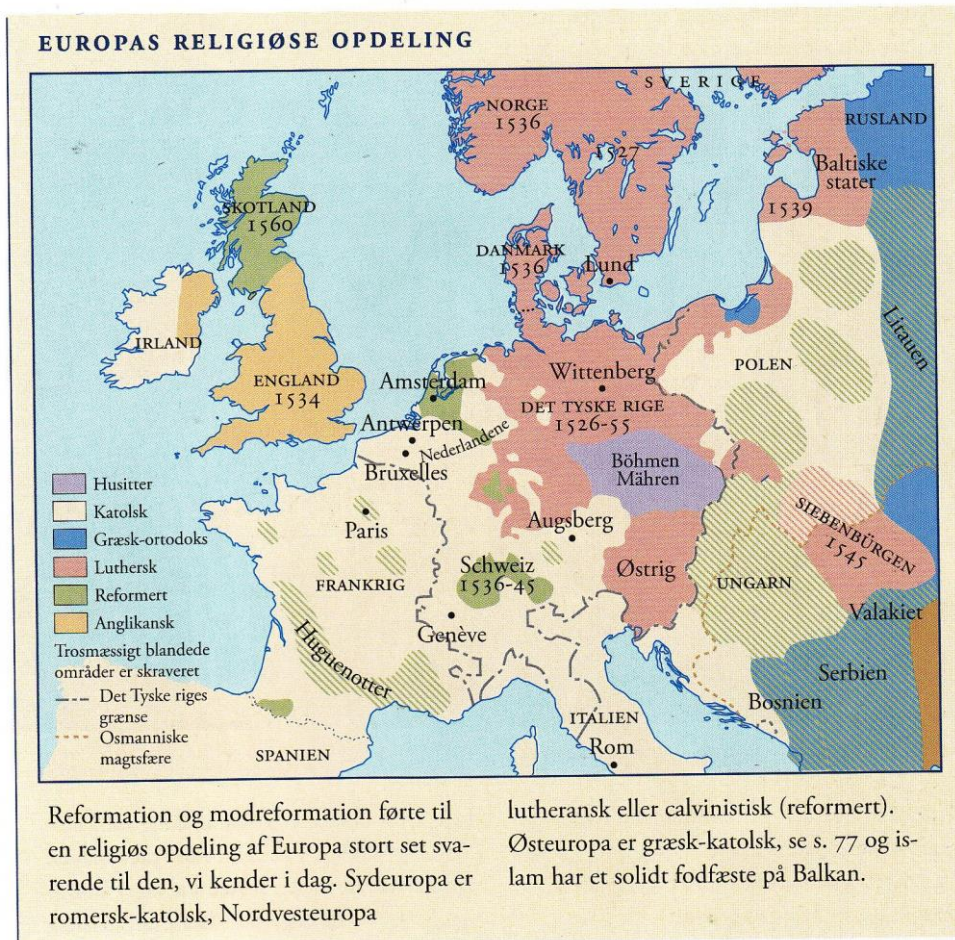 EUROPAS RELIGIØSE OPDELING
SVERIGE
NORGE
1536
RUSLAND
1527
Baltiske
stater
SKOTLAND
1560
1539
DANMARK
1536
Lund
Litauen
IRLAND
POLEN
ENGLAND
1534
Amsterdam
Wittenberg
DET TYSKE RIGE
1526-55
Antwerpen
Nederlandene
Bruxelles
Böhmen
Mähren
Husitter
Katolsk
Græsk-ortodoks
Luthersk
Reformert
Anglikansk
Trosmæssigt blandede
områder er skraveret
Det Tyske riges
grænse
Osmanniske
magtsfære
Paris
Augsberg
SIEBENBÜRGEN
1545
FRANKRIG
Schweiz
1536-45
Østrig
UNGARN
Genève
Valakiet
Huguenotter
Serbien
Bosnien
ITALIEN
SPANIEN
Rom
Reformation og modreformation førte til
en religiøs opdeling af Europa stort set sva-
rende til den, vi kender i dag. Sydeuropa er
romersk-katolsk, Nordvesteuropa
lutheransk eller calvinistisk (reformert).
Østeuropa er græsk-katolsk, se s. 77 og is-
lam har et solidt fodfæste på Balkan.